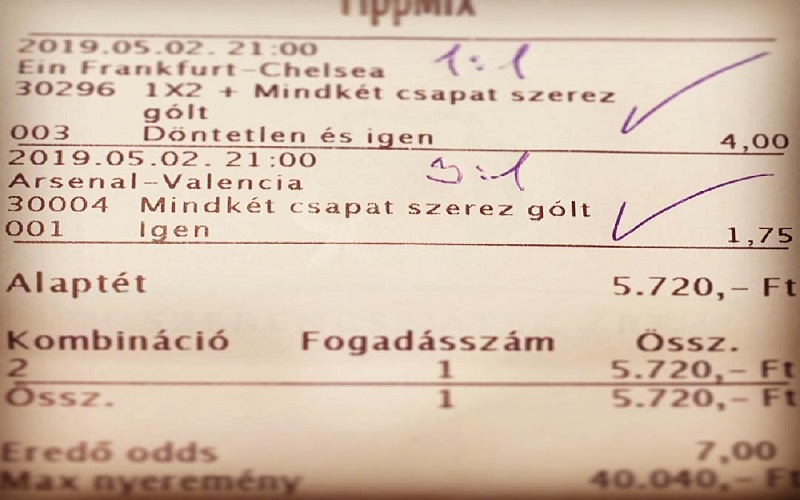 TippMix
2019.05.02. 21:00
Ein Frankfurt-Chelsea 1:1
30296 1X2 + Mindkét csapat szerez
gólt
003 Döntetlen és igen 4,00
2019.05.02. 21:00 3:1
Arsenal-Valencia
30004 Mindkét csapat szerez gólt
001 Igen 1,75
Alaptét 5.720,- Ft
Kombináció Fogadásszám Össz.
2 1 5.720,- Ft
Össz. 1 5.720,- Ft
Eredő odds 7,00
Max nyeremény 40.040,- Ft